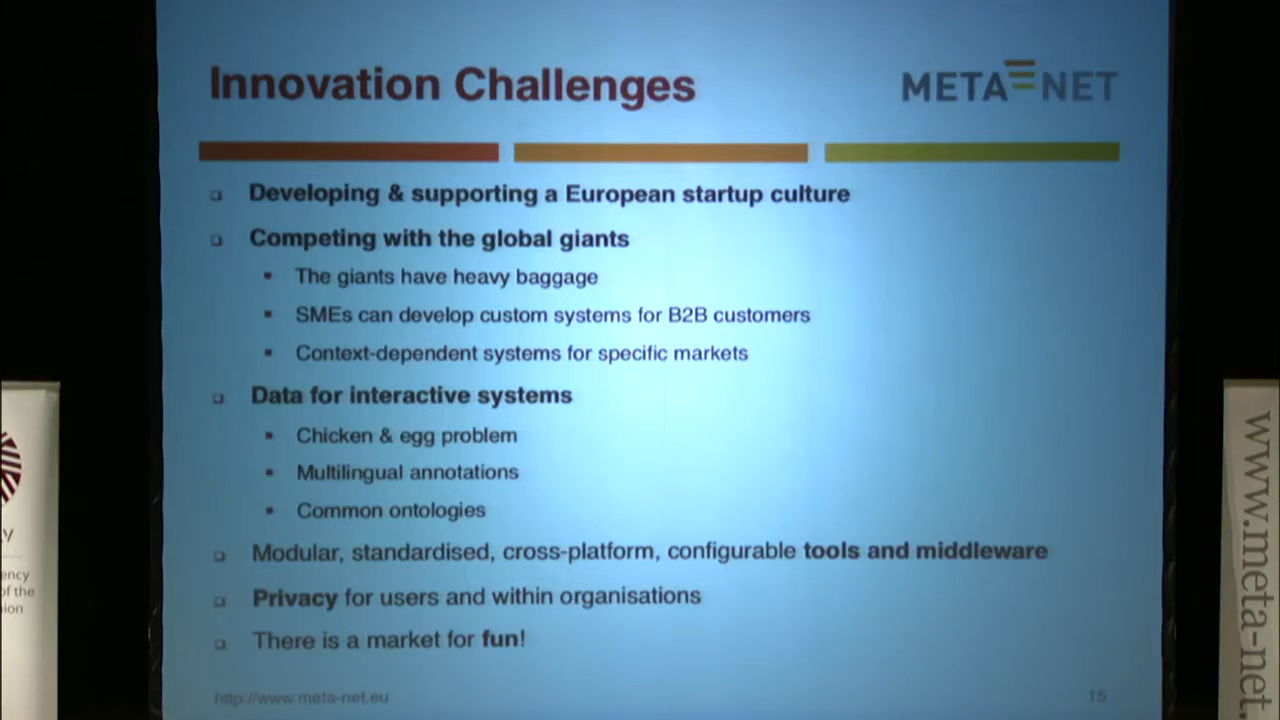 Innovation Challenges
META NET
Developing & supporting a European startup culture
Competing with the global giants
The giants have heavy baggage
SMEs can develop custom systems for B2B customers
Context-dependent systems for specific markets
Data for interactive systems
Chicken & egg problem
Multilingual annotations
Common ontologies
Modular, standardised, cross-platform, configurable tools and middleware
Privacy for users and within organisations
There is a market for fun!
http://www.meta-net.eu
15
ency
of the
www.meta-net.